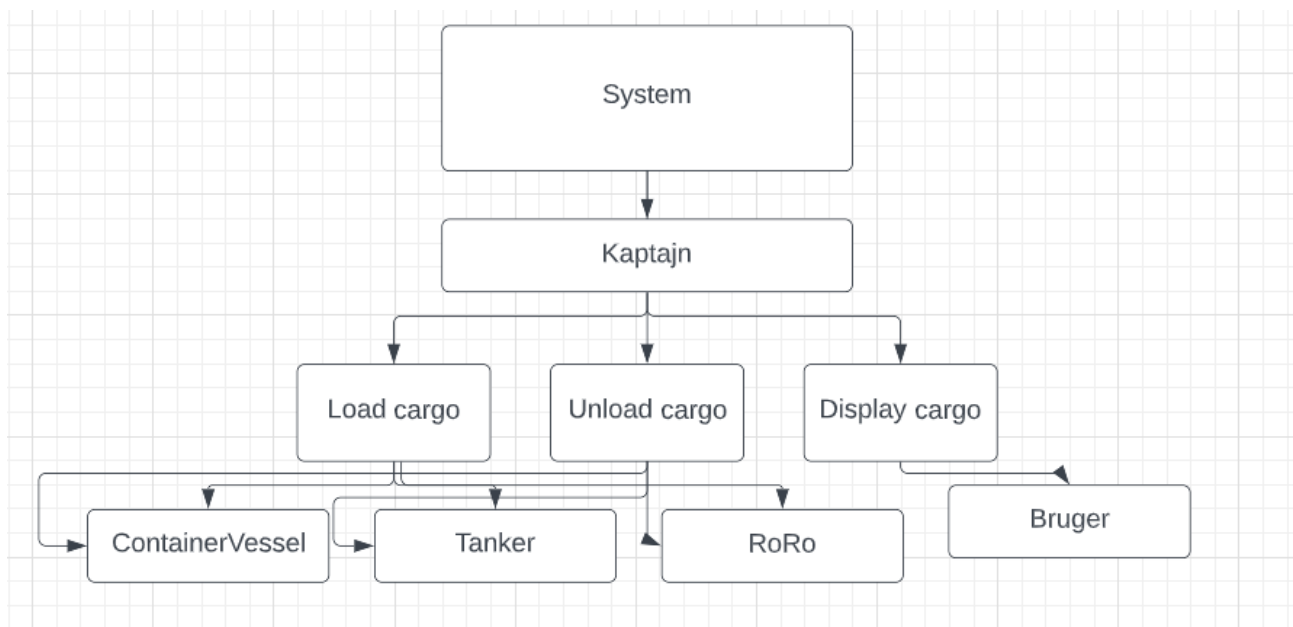 System
Kaptajn
Load cargo
Unload cargo
Display cargo
ContainerVessel
Tanker
RoRo
Bruger